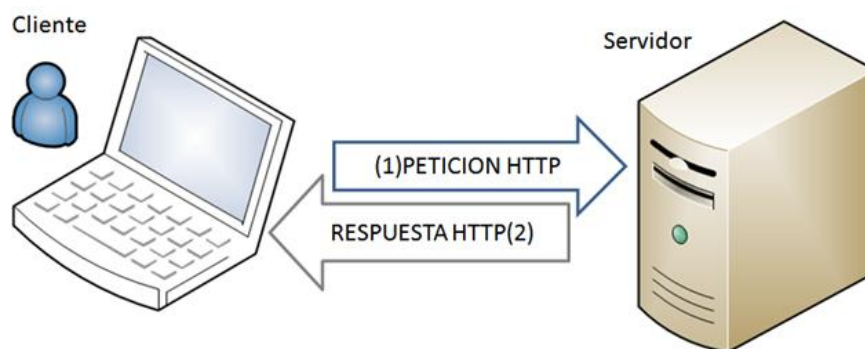 Cliente
Servidor
(1)PETICION HTTP
RESPUESTA HTTP(2)